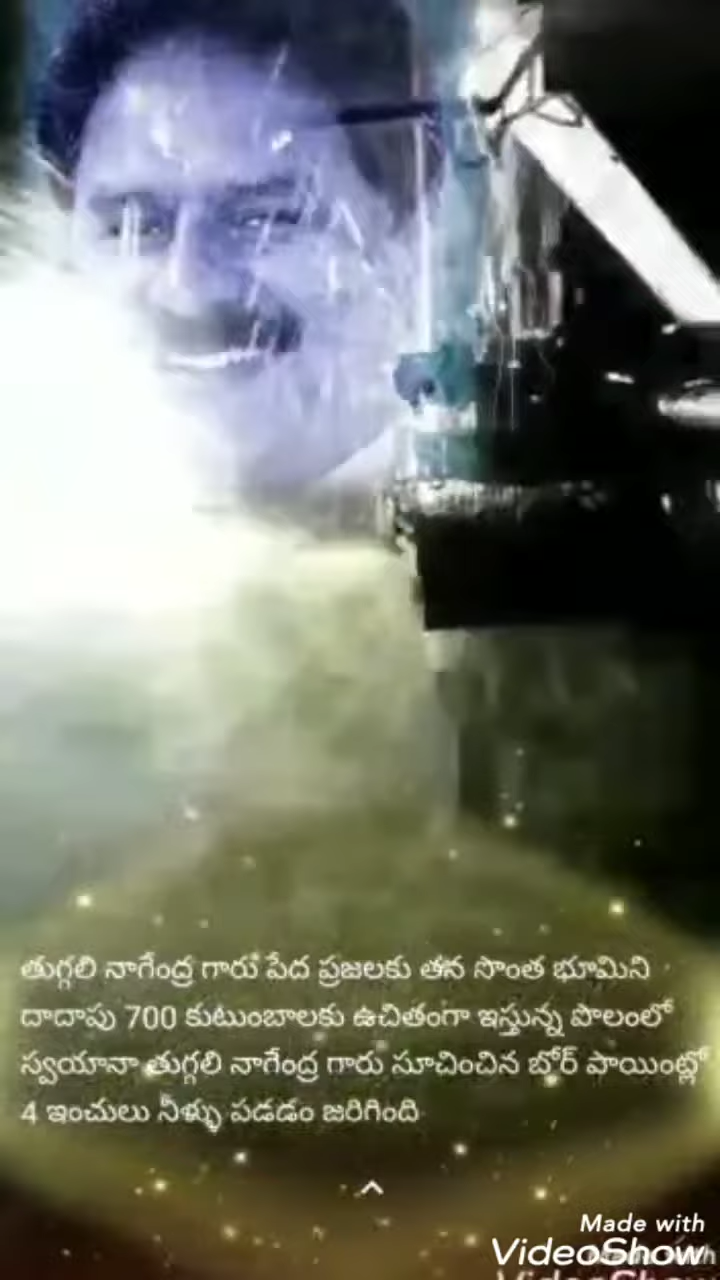 తుగ్గలి నాగేంద్ర గారు పేద ప్రజలకు తన సొంత భూమిని
దాదాపు 700 కుటుంబాలకు ఉచితంగా ఇస్తున్న పొలంలో
స్వయానా తుగ్గలి నాగేంద్ర గారు సూచించిన బోర్ పాయింట్లో
4 ఇంచులు నీళ్ళు పడడం జరిగింది
Made with
VideoShow